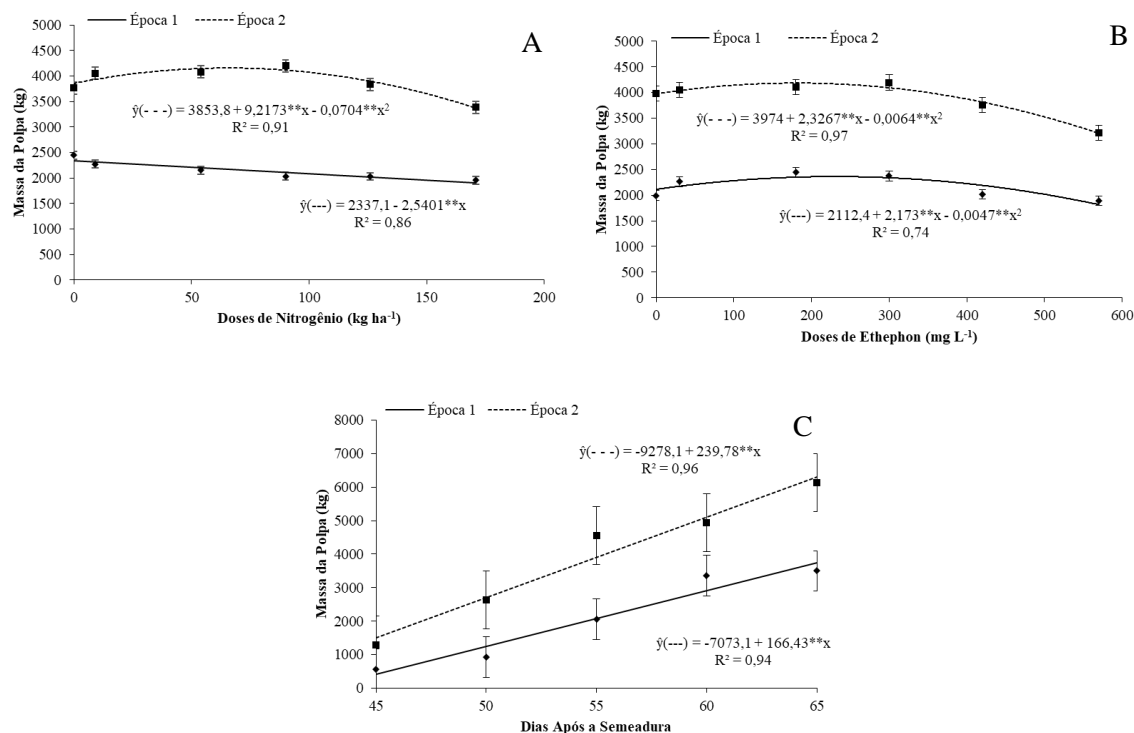 Época 1 Época 2
A
5000
4500
4000
3500
3000
2500
2000
1500
1000
500
0
Massa da Polpa (kg)
ŷ(- - -) = 3853,8 + 9,2173**x - 0,0704**x²
R² = 0,91
ŷ(---) = 2337,1 - 2,5401**x
R² = 0,86
0 50 100 150 200
Doses de Nitrogênio (kg ha⁻¹)
Época 1 Época 2
B
5000
4500
4000
3500
3000
2500
2000
1500
1000
500
0
Massa da Polpa (kg)
ŷ(- - -) = 3974 + 2,3267**x - 0,0064**x²
R² = 0,97
ŷ(---) = 2112,4 + 2,173**x - 0,0047**x²
R² = 0,74
0 100 200 300 400 500 600
Doses de Ethephon (mg L⁻¹)
Época 1 Época 2
C
8000
7000
6000
5000
4000
3000
2000
1000
0
Massa da Polpa (kg)
ŷ(- - -) = -9278,1 + 239,78**x
R² = 0,96
ŷ(---) = -7073,1 + 166,43**x
R² = 0,94
45 50 55 60 65
Dias Após a Semeadura